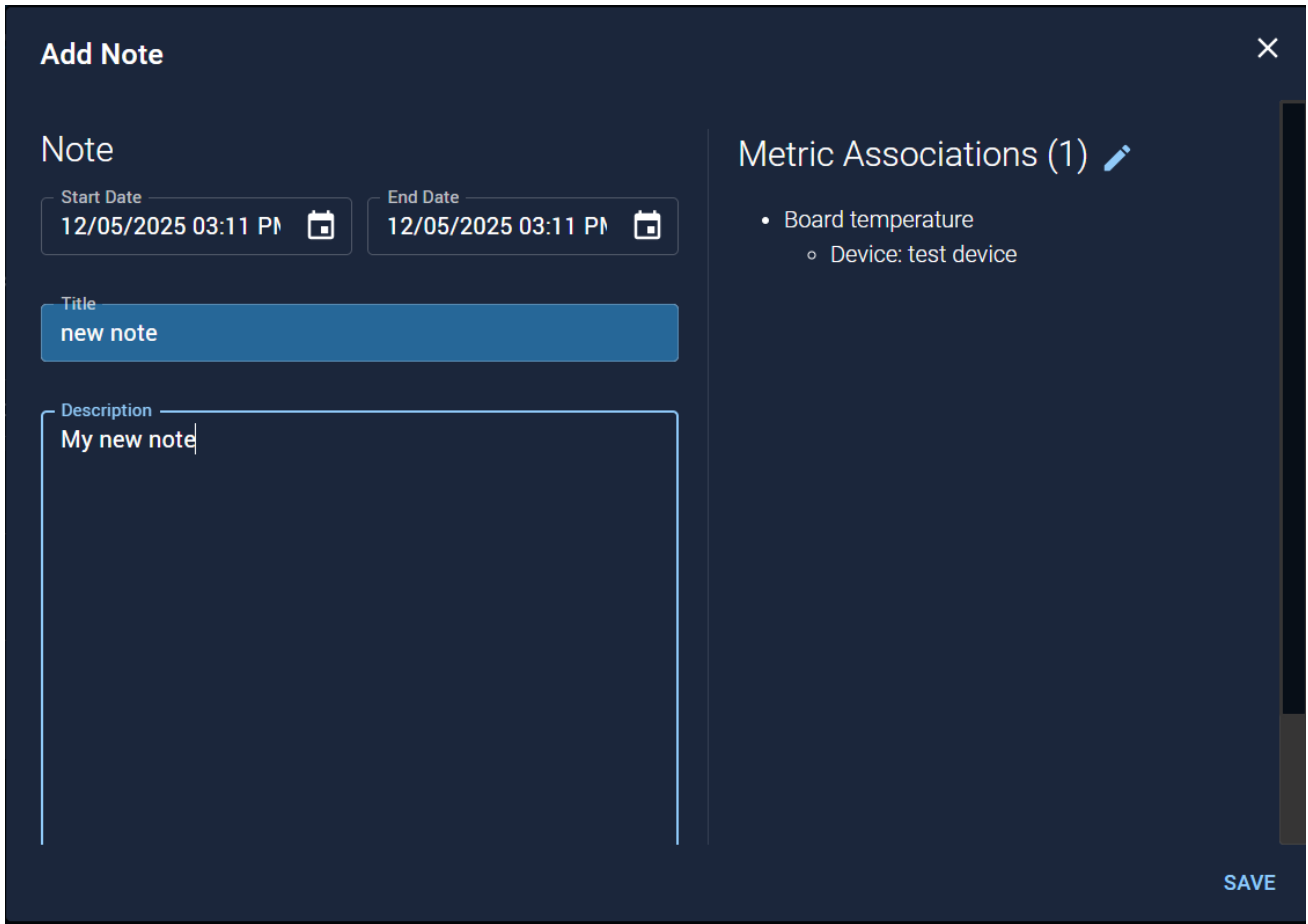 Add Note
Note
Start Date
12/05/2025 03:11 PM
End Date
12/05/2025 03:11 PM
Title
new note
Description
My new note
Metric Associations (1)
Board temperature
Device: test device
SAVE